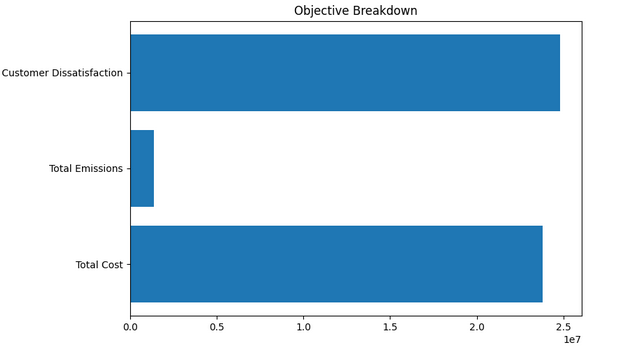 Objective Breakdown
Customer Dissatisfaction
Total Emissions
Total Cost
0.0 0.5 1.0 1.5 2.0 2.5
1e7